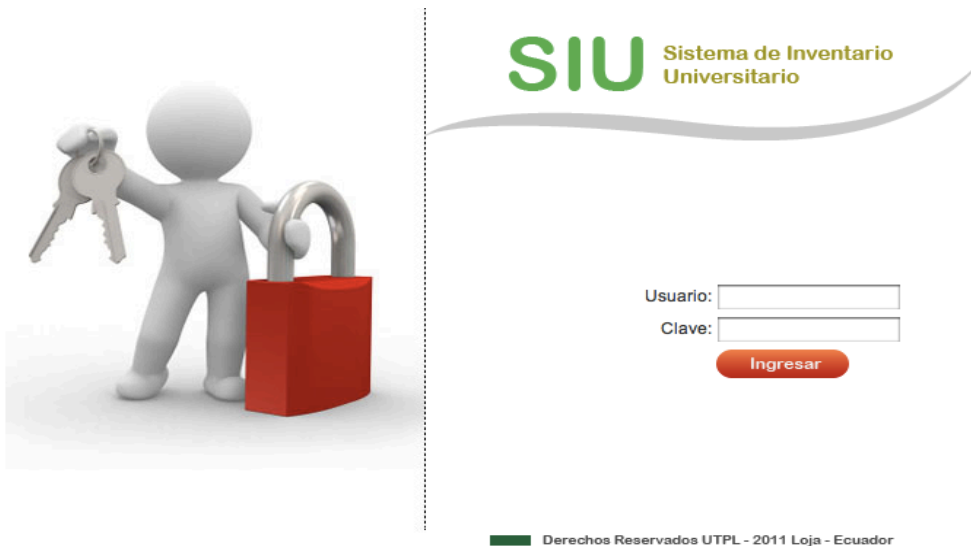 SIU
Sistema de Inventario
Universitario
Usuario:
Clave:
Ingresar
Derechos Reservados UTPL - 2011 Loja - Ecuador